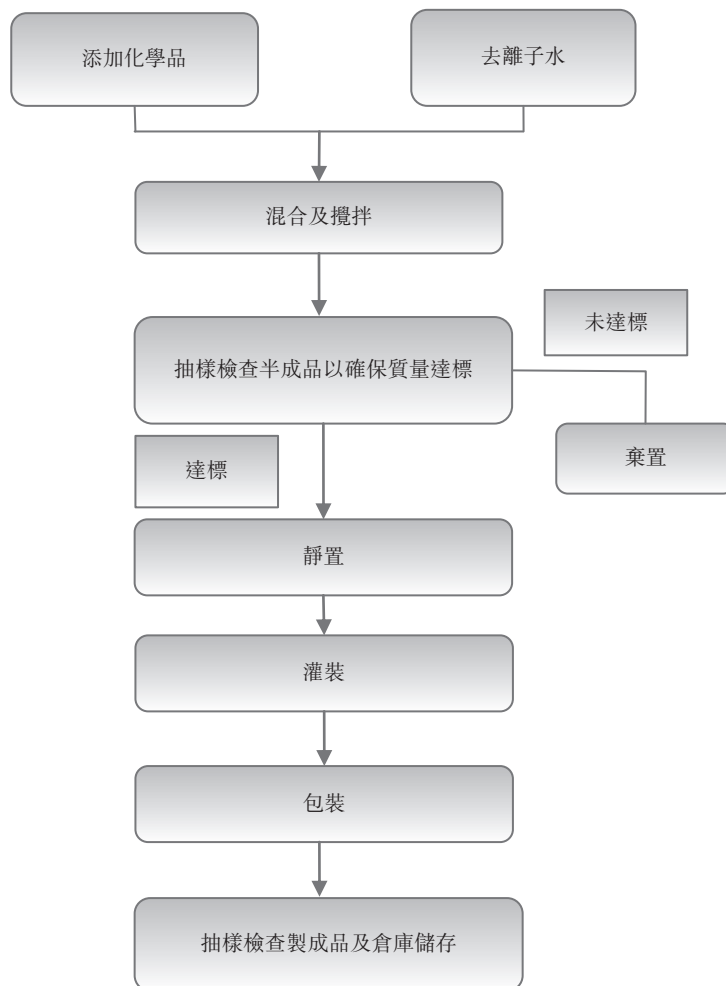 添加化學品
去離子水
混合及攪拌
未達標
抽樣檢查半成品以確保質量達標
達標
棄置
靜置
灌裝
包裝
抽樣檢查製成品及倉庫儲存